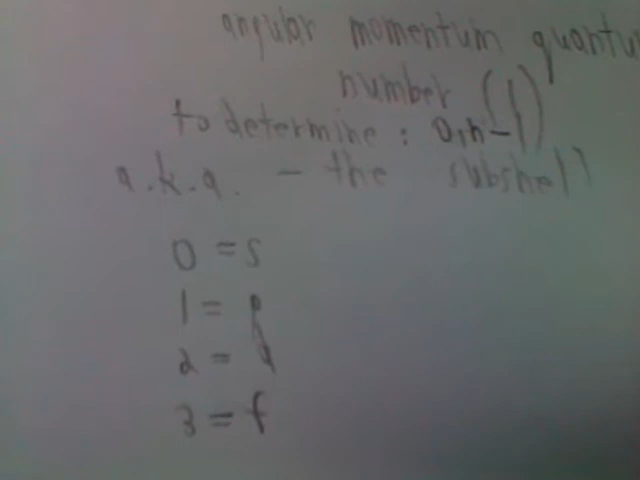 angular momentum quantu
number (l)
to determine : 0, n-1
a.k.a. - the subshell
0 = s
1 = p
2 = d
3 = f